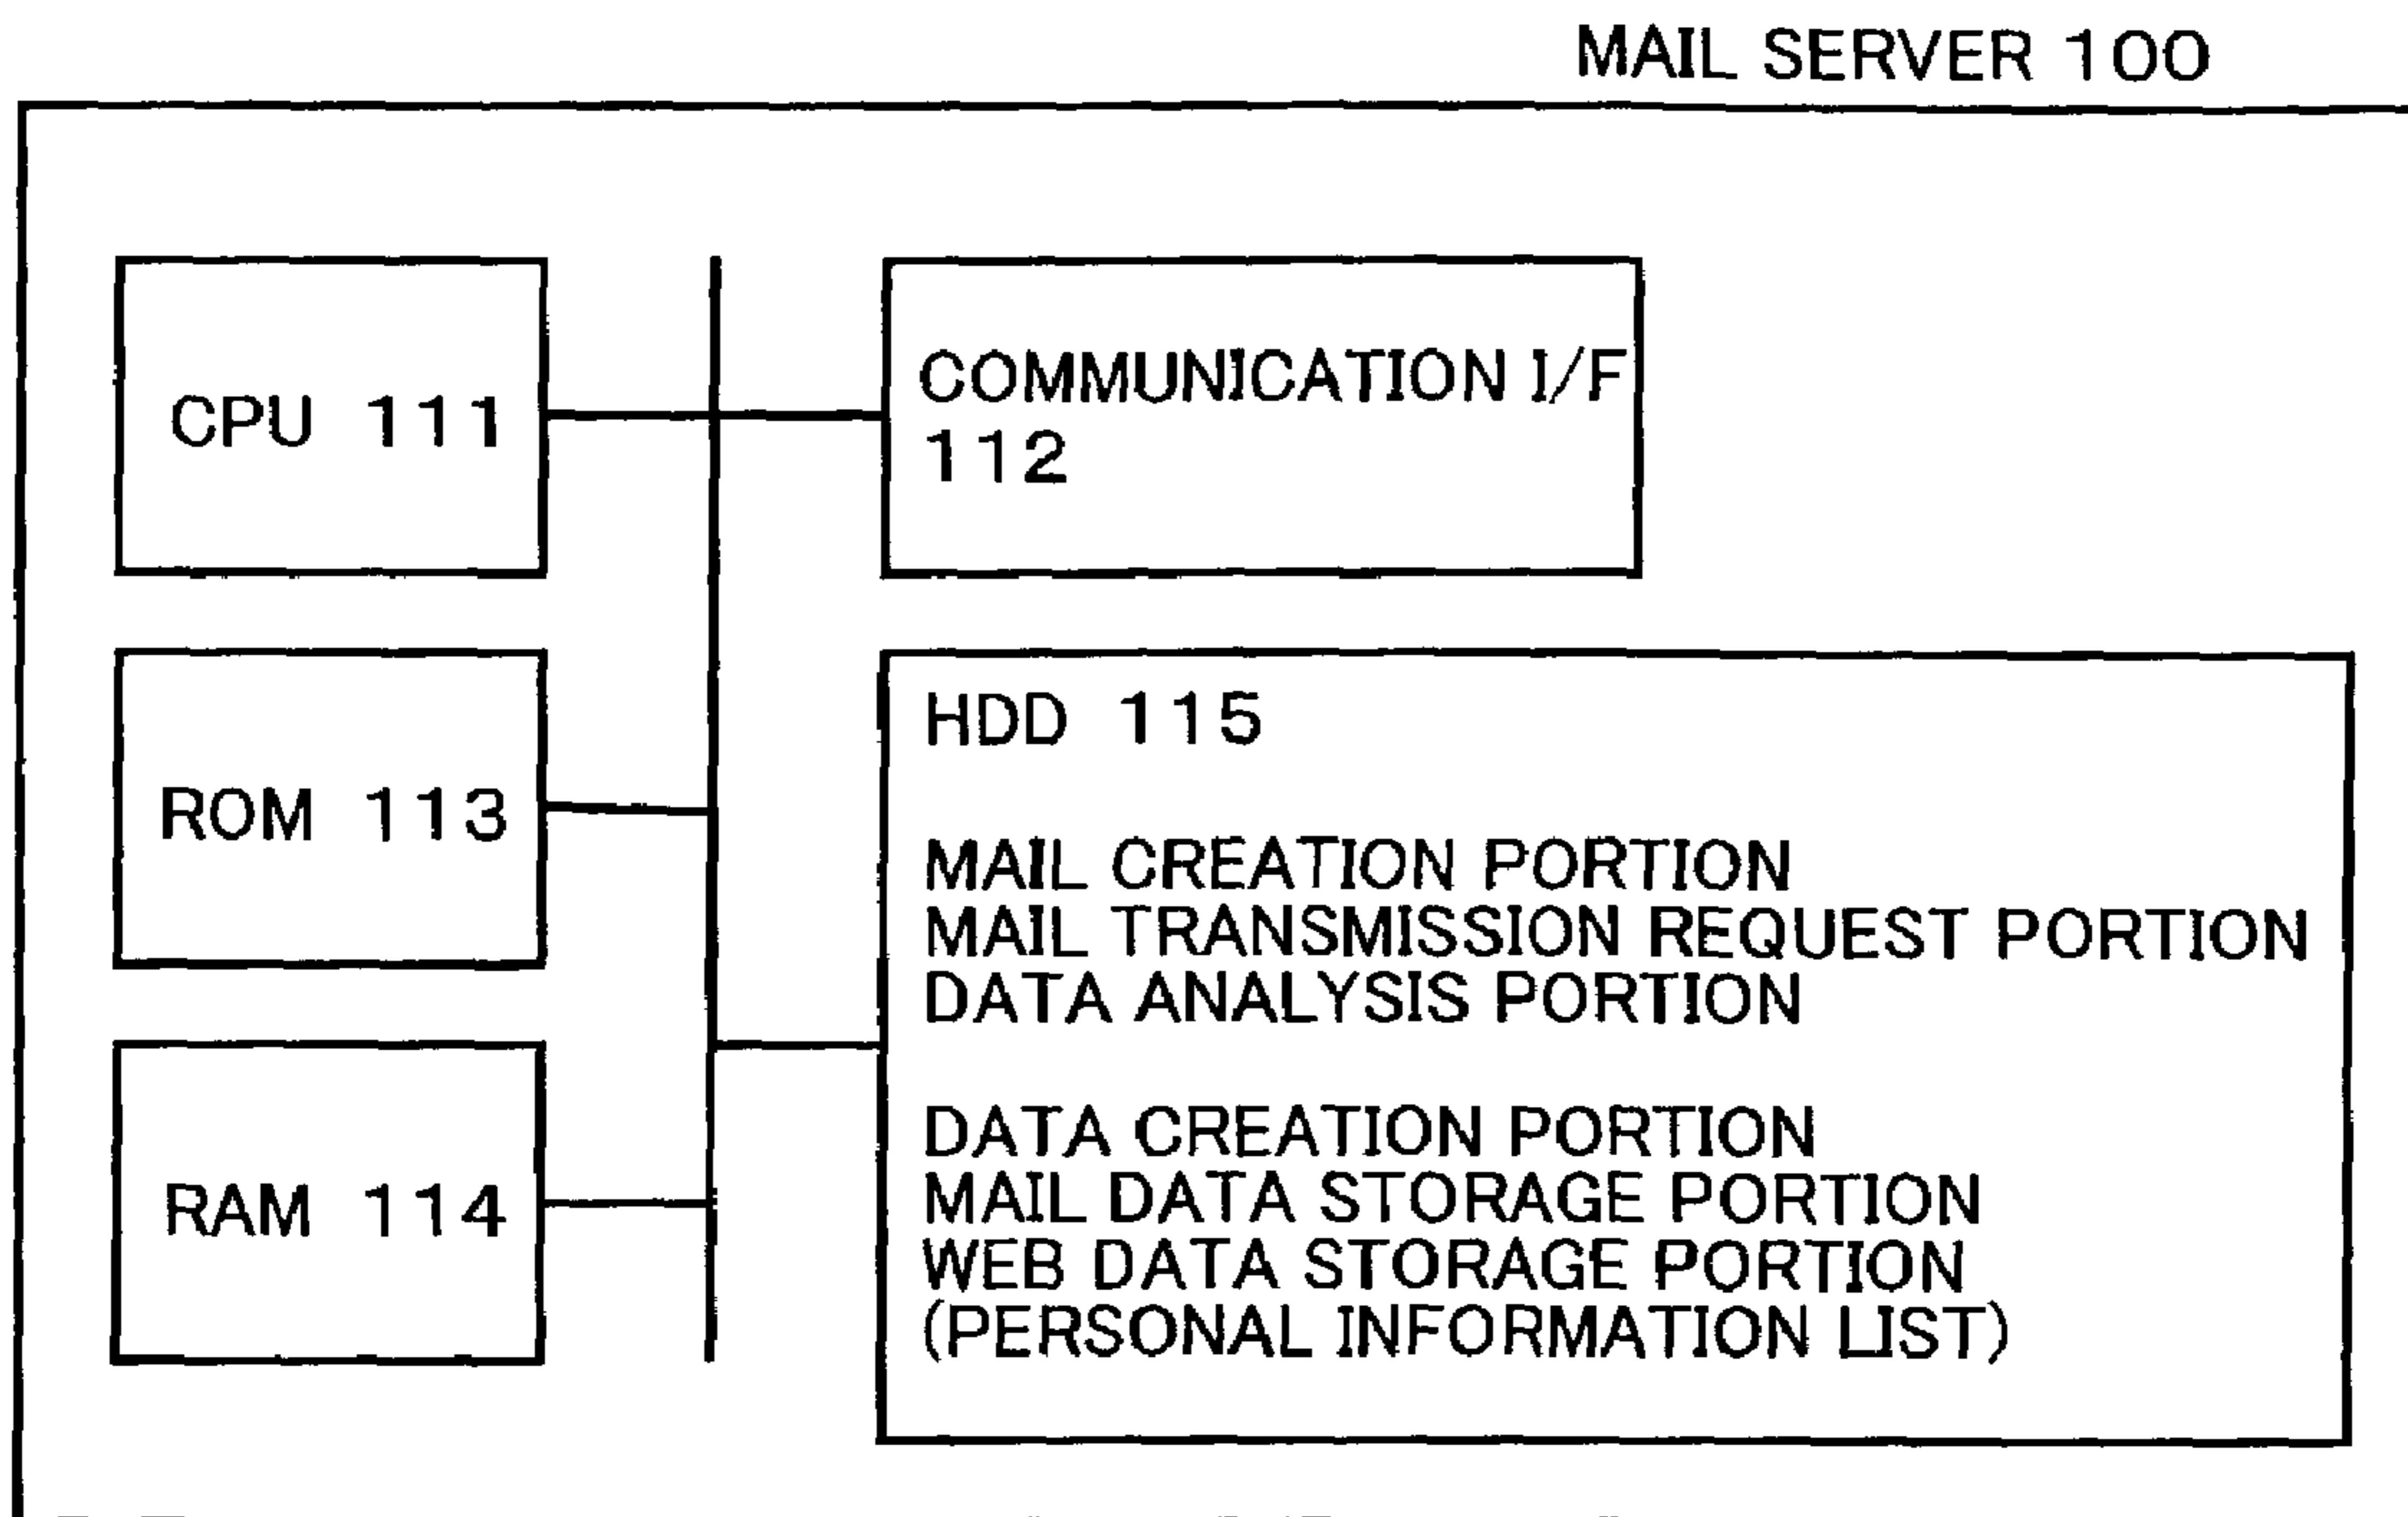 MAIL SERVER 100
CPU 111
COMMUNICATION I/F
112
ROM 113
RAM 114
HDD 115
MAIL CREATION PORTION
MAIL TRANSMISSION REQUEST PORTION
DATA ANALYSIS PORTION
DATA CREATION PORTION
MAIL DATA STORAGE PORTION
WEB DATA STORAGE PORTION
(PERSONAL INFORMATION LIST)